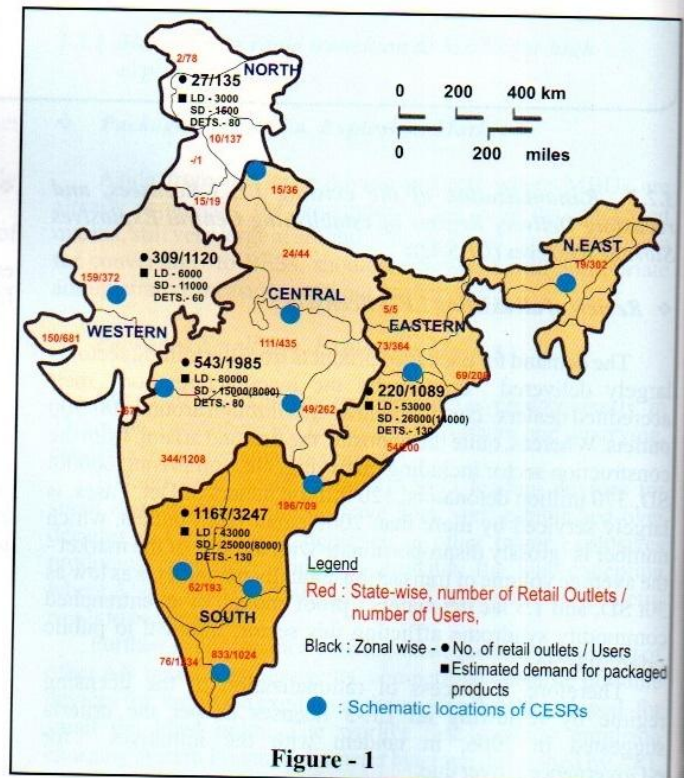 2/78
NORTH
● 27/135
■ LD - 3000
SD - 1600
DETS.- 80
10/137
-/1
15/19
15/36
0 200 400 km
0 200 miles
N.EAST
19/302
24/44
● 309/1120
■ LD - 6000
SD - 11000
DETS.- 60
159/372
CENTRAL
5/5
EASTERN
WESTERN
150/681
111/435
73/364
● 543/1985
■ LD - 80000
SD - 15000(8000)
DETS.- 80
● 220/1089
■ LD - 53000
SD - 26000(14000)
DETS.- 130
-/67
49/262
54/200
344/1208
196/709
● 1167/3247
■ LD - 43000
SD - 25000(8000)
DETS.- 130
62/193
SOUTH
76/1234
833/1024
Legend
Red : State-wise, number of Retail Outlets /
number of Users,
Black : Zonal wise - ● No. of retail outlets / Users
■ Estimated demand for packaged
products
: Schematic locations of CESRs
Figure - 1